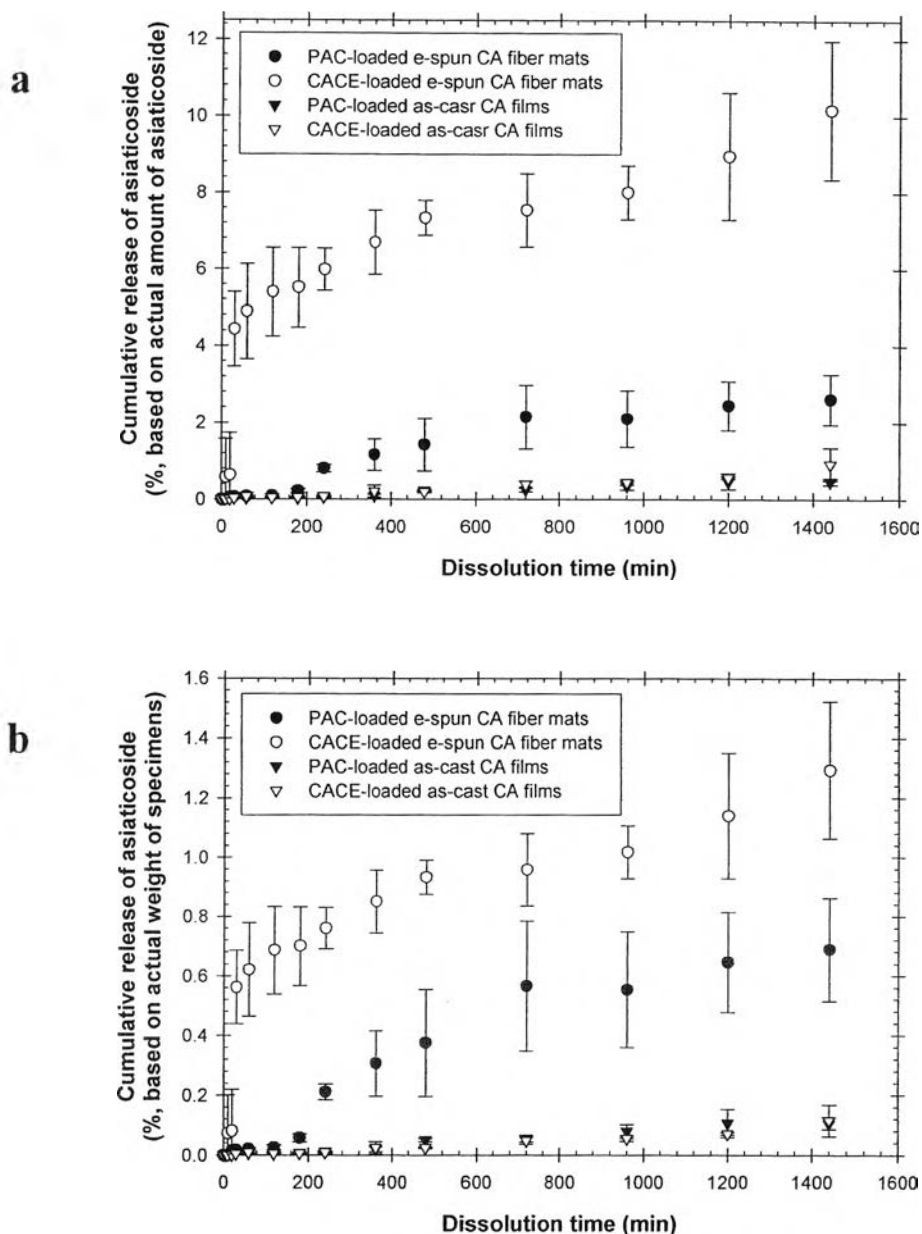 a
PAC-loaded e-spun CA fiber mats
CACE-loaded e-spun CA fiber mats
PAC-loaded as-casr CA films
CACE-loaded as-casr CA films
Cumulative release of asiaticoside
(%, based on actual amount of asiaticoside)
12
10
8
6
4
2
0
0 200 400 600 800 1000 1200 1400 1600
Dissolution time (min)
b
PAC-loaded e-spun CA fiber mats
CACE-loaded e-spun CA fiber mats
PAC-loaded as-cast CA films
CACE-loaded as-cast CA films
Cumulative release of asiaticoside
(%, based on actual weight of specimens)
1.6
1.4
1.2
1.0
0.8
0.6
0.4
0.2
0.0
0 200 400 600 800 1000 1200 1400 1600
Dissolution time (min)